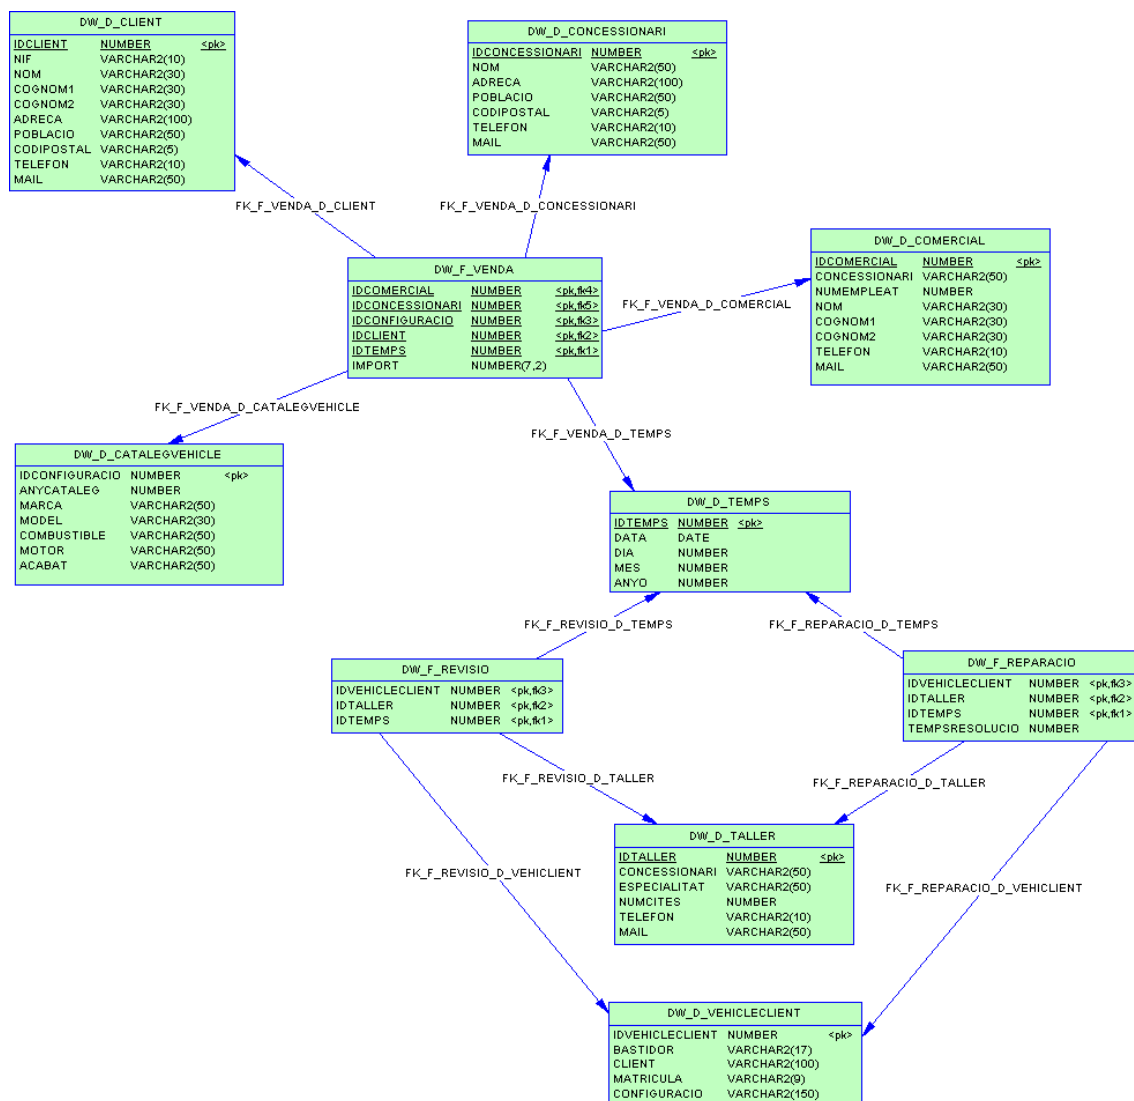 DW_D_CLIENT
IDCLIENT NUMBER <pk>
NIF VARCHAR2(10)
NOM VARCHAR2(30)
COGNOM1 VARCHAR2(30)
COGNOM2 VARCHAR2(30)
ADRECA VARCHAR2(100)
POBLACIO VARCHAR2(50)
CODIPOSTAL VARCHAR2(5)
TELEFON VARCHAR2(10)
MAIL VARCHAR2(50)
DW_D_CONCESSIONARI
IDCONCESSIONARI NUMBER <pk>
NOM VARCHAR2(50)
ADRECA VARCHAR2(100)
POBLACIO VARCHAR2(50)
CODIPOSTAL VARCHAR2(5)
TELEFON VARCHAR2(10)
MAIL VARCHAR2(50)
FK_F_VENDA_D_CLIENT
FK_F_VENDA_D_CONCESSIONARI
DW_F_VENDA
IDCOMERCIAL NUMBER <pk,fk4>
IDCONCESSIONARI NUMBER <pk,fk5>
IDCONFIGURACIO NUMBER <pk,fk3>
IDCLIENT NUMBER <pk,fk2>
IDTEMPS NUMBER <pk,fk1>
IMPORT NUMBER(7,2)
FK_F_VENDA_D_COMERCIAL
DW_D_COMERCIAL
IDCOMERCIAL NUMBER <pk>
CONCESSIONARI VARCHAR2(50)
NUMEMPLEAT NUMBER
NOM VARCHAR2(30)
COGNOM1 VARCHAR2(30)
COGNOM2 VARCHAR2(30)
TELEFON VARCHAR2(10)
MAIL VARCHAR2(50)
FK_F_VENDA_D_CATALEGVEHICLE
FK_F_VENDA_D_TEMPS
DW_D_CATALEGVEHICLE
IDCONFIGURACIO NUMBER <pk>
ANYCATALEG NUMBER
MARCA VARCHAR2(50)
MODEL VARCHAR2(30)
COMBUSTIBLE VARCHAR2(50)
MOTOR VARCHAR2(50)
ACABAT VARCHAR2(50)
DW_D_TEMPS
IDTEMPS NUMBER <pk>
DATA DATE
DIA NUMBER
MES NUMBER
ANYO NUMBER
FK_F_REVISIO_D_TEMPS
FK_F_REPARACIO_D_TEMPS
DW_F_REVISIO
IDVEHICLECLIENT NUMBER <pk,fk3>
IDTALLER NUMBER <pk,fk2>
IDTEMPS NUMBER <pk,fk1>
DW_F_REPARACIO
IDVEHICLECLIENT NUMBER <pk,fk3>
IDTALLER NUMBER <pk,fk2>
IDTEMPS NUMBER <pk,fk1>
TEMPSRESOLUCIO NUMBER
FK_F_REVISIO_D_TALLER
FK_F_REPARACIO_D_TALLER
DW_D_TALLER
IDTALLER NUMBER <pk>
CONCESSIONARI VARCHAR2(50)
ESPECIALITAT VARCHAR2(50)
NUMCITES NUMBER
TELEFON VARCHAR2(10)
MAIL VARCHAR2(50)
FK_F_REVISIO_D_VEHICLIENT
FK_F_REPARACIO_D_VEHICLIENT
DW_D_VEHICLECLIENT
IDVEHICLECLIENT NUMBER <pk>
BASTIDOR VARCHAR2(17)
CLIENT VARCHAR2(100)
MATRICULA VARCHAR2(9)
CONFIGURACIO VARCHAR2(150)